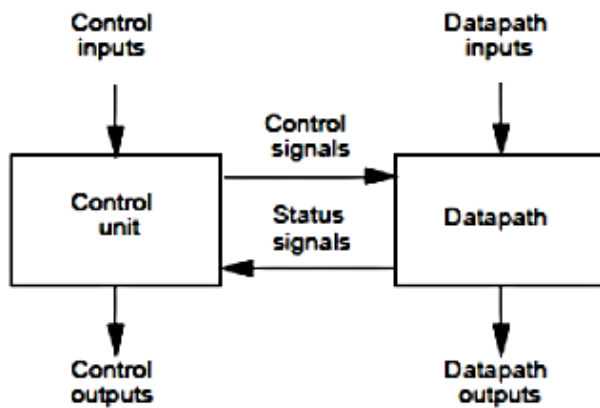 Control
inputs
Datapath
inputs
Control
signals
Control
unit
Status
signals
Datapath
Control
outputs
Datapath
outputs